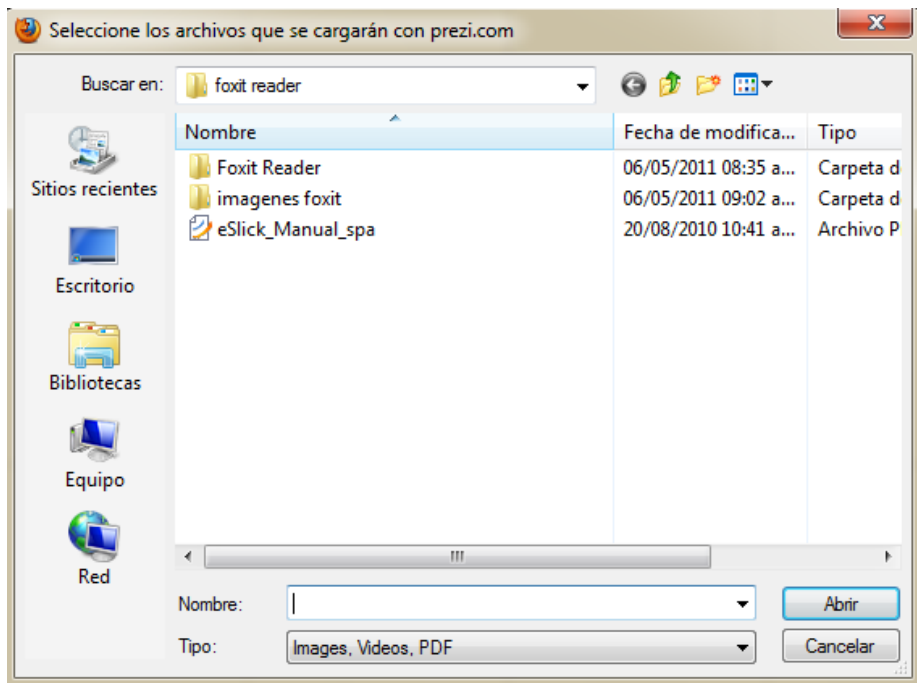 Seleccione los archivos que se cargarán con prezi.com
Buscar en: foxit reader
Nombre Fecha de modifica... Tipo
Foxit Reader 06/05/2011 08:35 a... Carpeta d
imagenes foxit 06/05/2011 09:02 a... Carpeta d
eSlick_Manual_spa 20/08/2010 10:41 a... Archivo P
Sitios recientes
Escritorio
Bibliotecas
Equipo
Red
Nombre: Abrir
Tipo: Images, Videos, PDF Cancelar